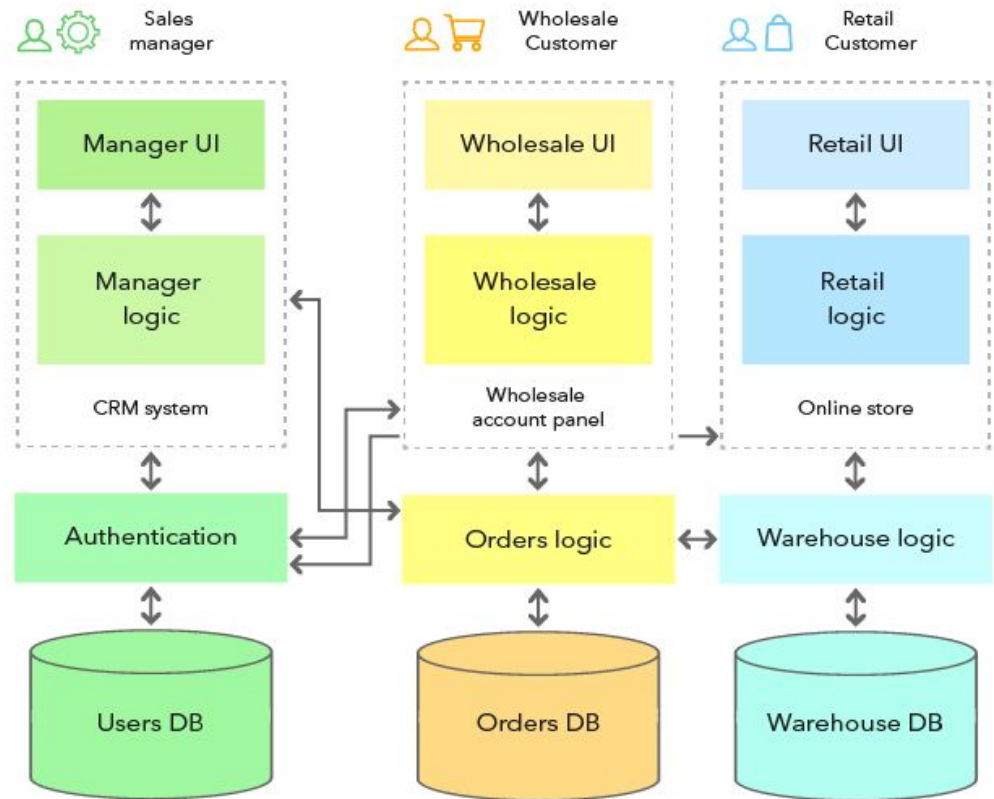 Sales
manager
Wholesale
Customer
Retail
Customer
Manager UI
Wholesale UI
Retail UI
Manager
logic
Wholesale
logic
Retail
logic
CRM system
Wholesale
account panel
Online store
Authentication
Orders logic
Warehouse logic
Users DB
Orders DB
Warehouse DB